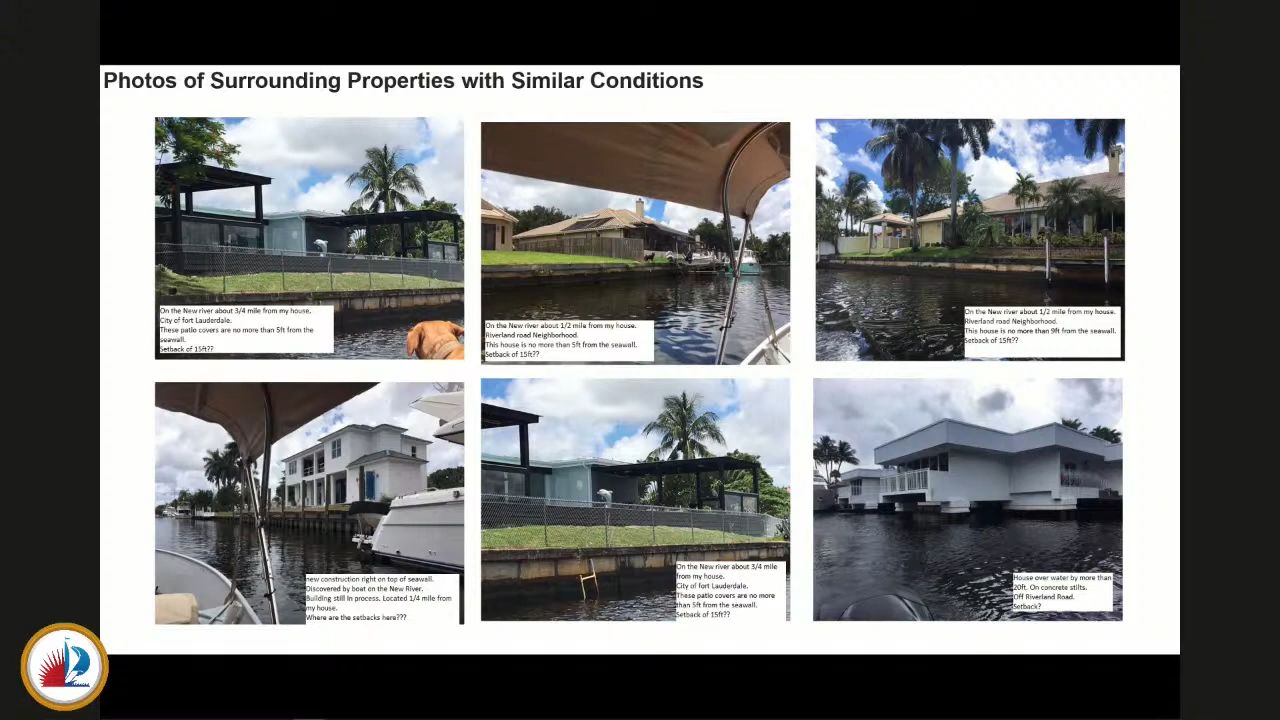 Photos of Surrounding Properties with Similar Conditions
On the New river about 3/4 mile from my house.
City of fort Lauderdale.
These patio covers are no more than 5ft from the
seawall.
Setback of 15ft??
On the New river about 1/2 mile from my house.
Riverland road Neighborhood.
This house is no more than 5ft from the seawall.
Setback of 15ft??
On the New river about 1/2 mile from my house.
Riverland road Neighborhood.
This house is no more than 9ft from the seawall.
Setback of 15ft??
new construction right on top of seawall.
Discovered by boat on the New River.
Building still in process. Located 1/4 mile from
my house.
Where are the setbacks here???
On the New river about 3/4 mile
from my house.
City of fort Lauderdale.
These patio covers are no more
than 5ft from the seawall.
Setback of 15ft??
House over water by more than
20ft. On concrete stilts.
Off Riverland Road.
Setback?